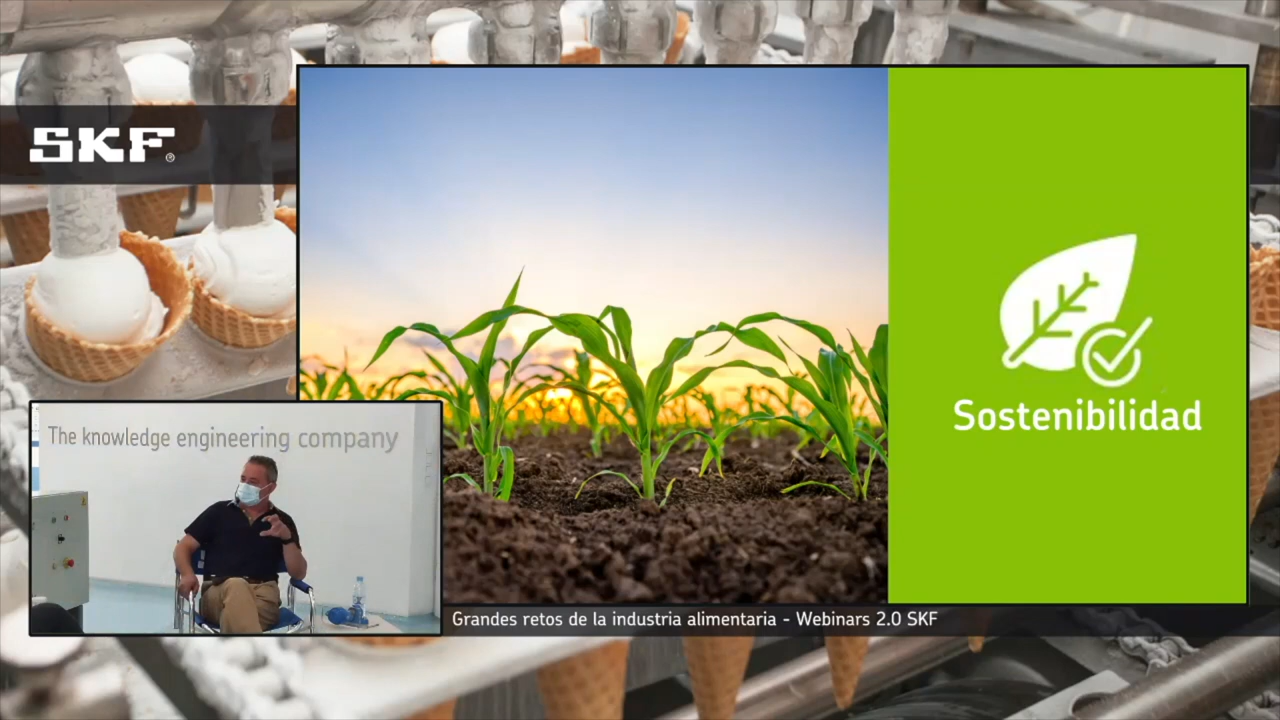 SKF®
Sostenibilidad
The knowledge engineering company
Grandes retos de la industria alimentaria - Webinars 2.0 SKF